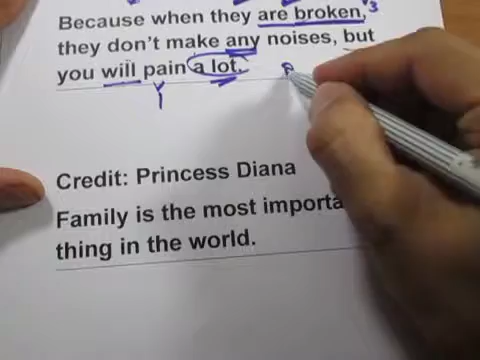 Because when they are broken, 3
they don't make any noises, but
you will pain a lot.
Y
Credit: Princess Diana
Family is the most importa
thing in the world.